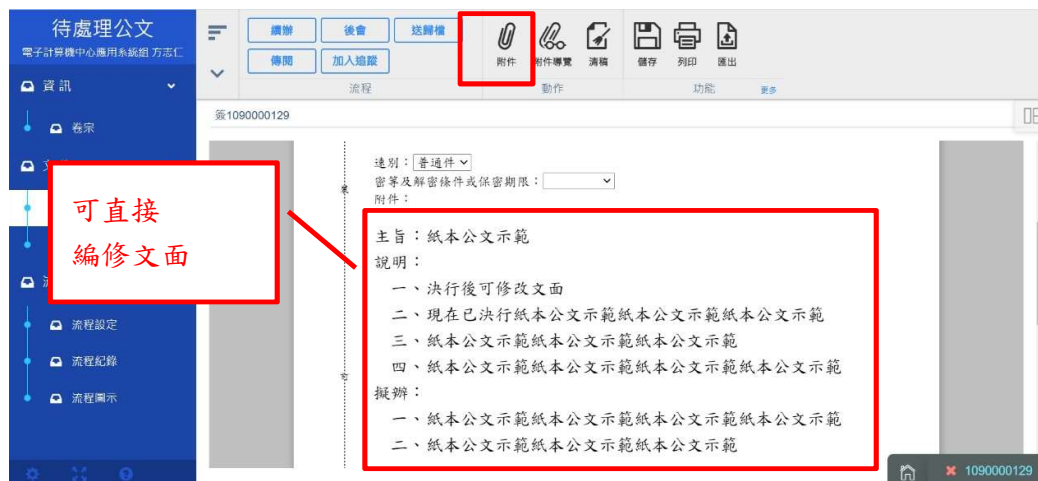 待處理公文
電子計算機中心應用系統組 方志仁
資訊
卷宗
流程設定
流程紀錄
流程圖示
續辦 後會 送歸檔
傳閱 加入追蹤
流程
附件 附件導覽 清稿
動作
儲存 列印 匯出
功能 更多
簽1090000129
速別：普通件
密等及解密條件或保密期限：
附件：
可直接
編修文面
主旨：紙本公文示範
說明：
一、決行後可修改文面
二、現在已決行紙本公文示範紙本公文示範紙本公文示範
三、紙本公文示範紙本公文示範紙本公文示範
四、紙本公文示範紙本公文示範紙本公文示範紙本公文示範
擬辦：
一、紙本公文示範紙本公文示範紙本公文示範紙本公文示範
二、紙本公文示範紙本公文示範紙本公文示範
1090000129